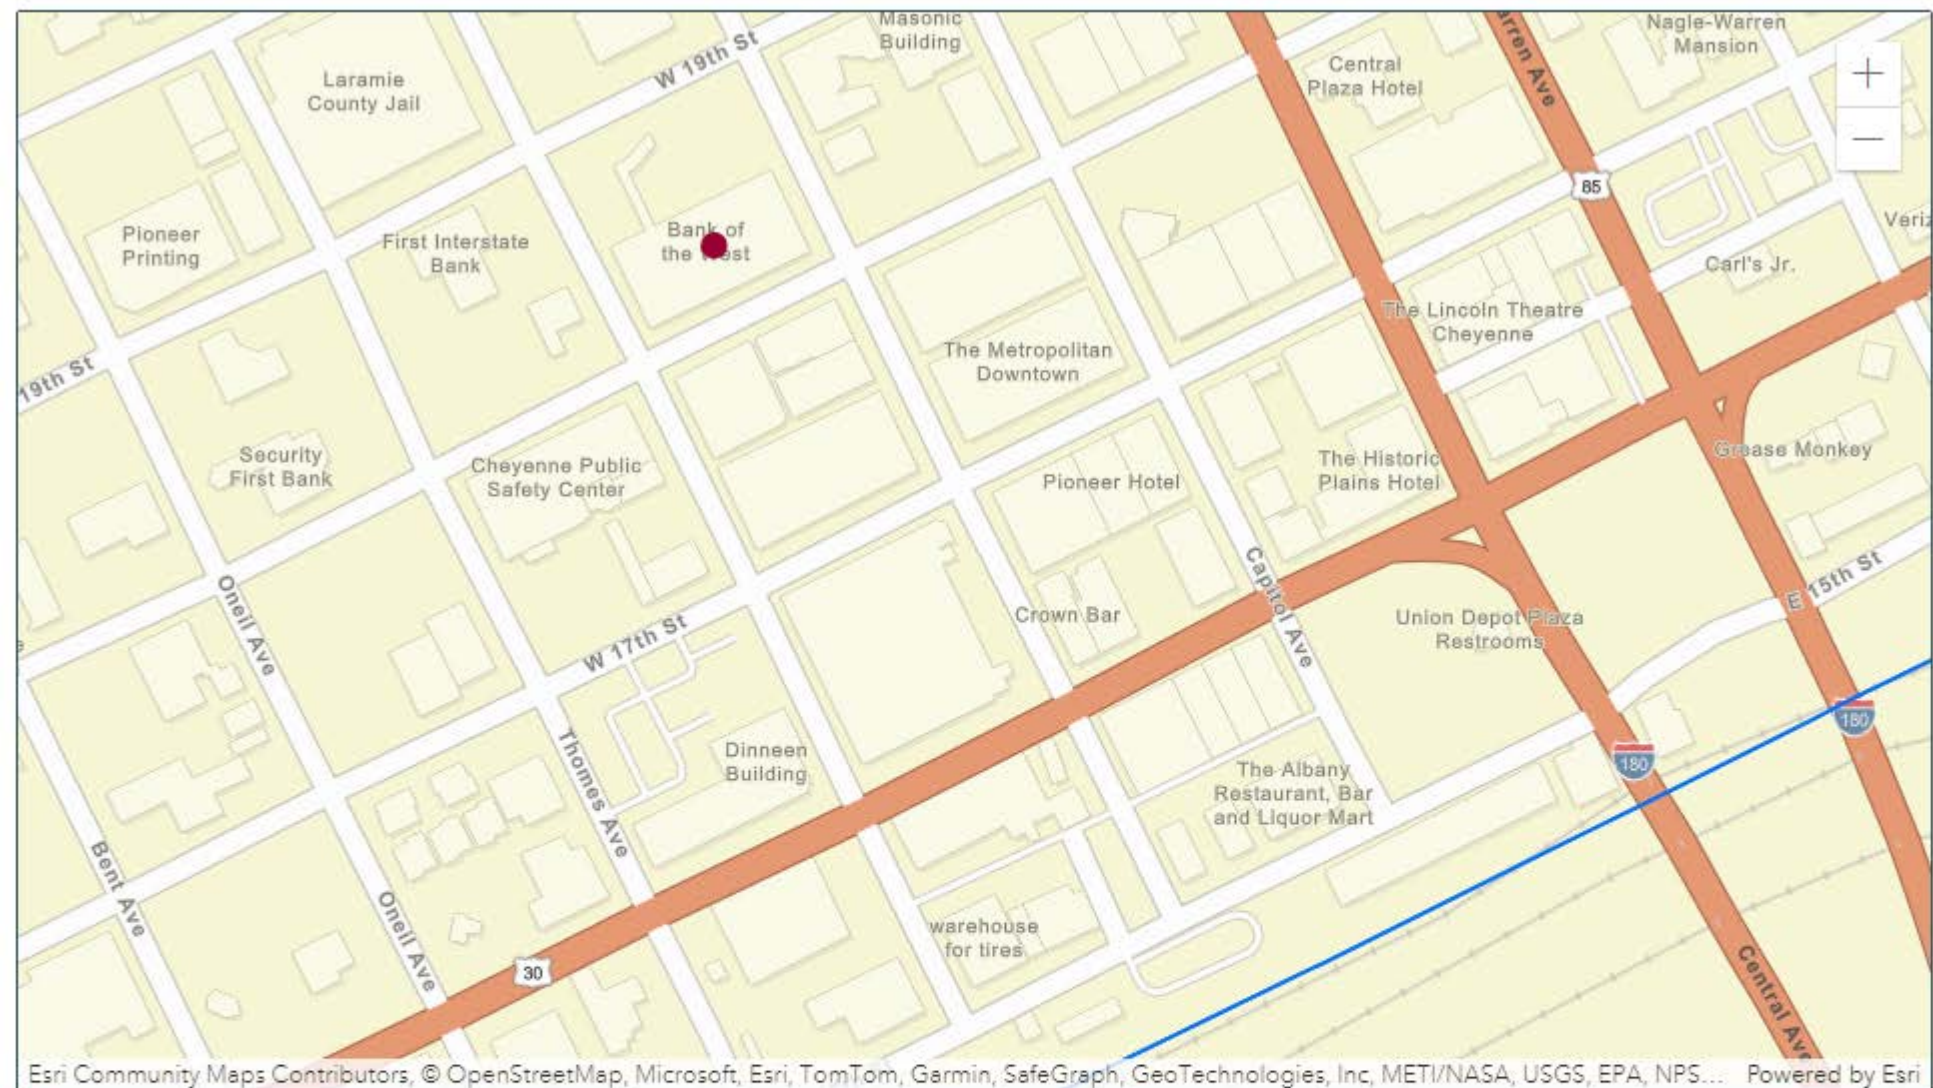 Masonic
Building
Nagle-Warren
Mansion
W 19th St
Laramie
County Jail
Central
Plaza Hotel
rren Ave
+
−
85
Pioneer
Printing
First Interstate
Bank
Bank of
the West
Carl's Jr.
Veriz
The Lincoln Theatre
Cheyenne
19th St
The Metropolitan
Downtown
Security
First Bank
Cheyenne Public
Safety Center
Pioneer Hotel
The Historic
Plains Hotel
Grease Monkey
Oneil Ave
Capitol Ave
E 15th St
Crown Bar
Union Depot Plaza
Restrooms
W 17th St
180
180
Thomes Ave
Dinneen
Building
The Albany
Restaurant, Bar
and Liquor Mart
Bent Ave
Oneil Ave
warehouse
for tires
30
Central Ave
Esri Community Maps Contributors, © OpenStreetMap, Microsoft, Esri, TomTom, Garmin, SafeGraph, GeoTechnologies, Inc, METI/NASA, USGS, EPA, NPS... Powered by Esri